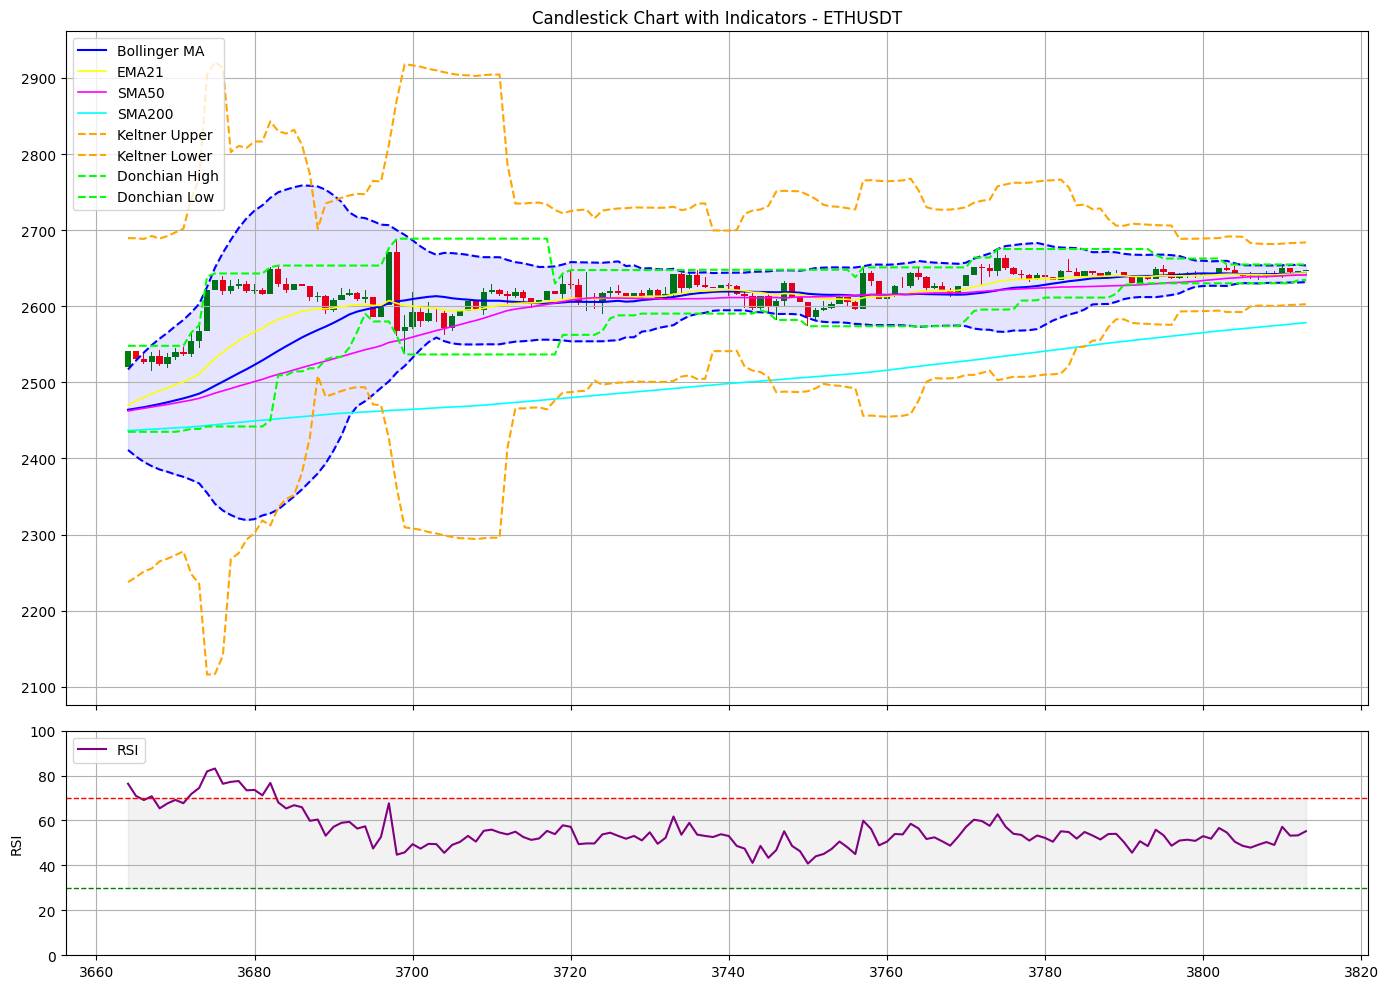 Candlestick Chart with Indicators - ETHUSDT
Bollinger MA
EMA21
SMA50
SMA200
Keltner Upper
Keltner Lower
Donchian High
Donchian Low
2900
2800
2700
2600
2500
2400
2300
2200
2100
RSI
100
80
60
40
20
0
RSI
3660
3680
3700
3720
3740
3760
3780
3800
3820